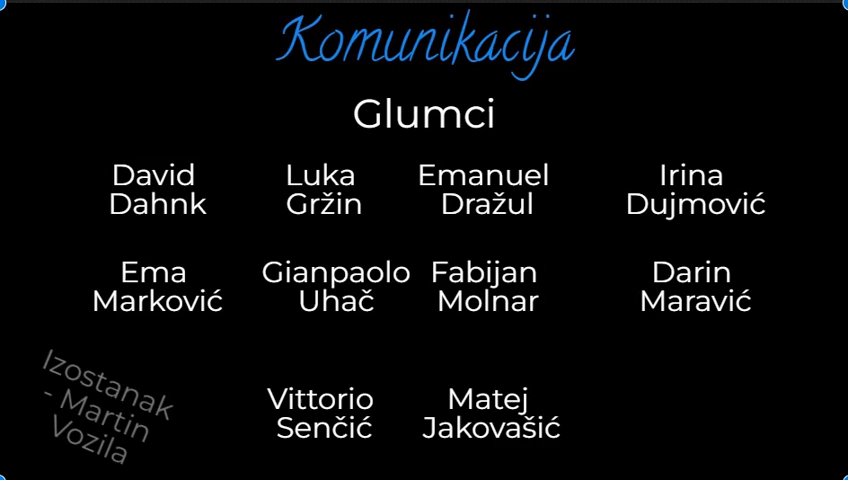 Komunikacija
Glumci
David
Dahnk
Luka
Gržin
Emanuel
Dražul
Irina
Dujmović
Ema
Marković
Gianpaolo
Uhač
Fabijan
Molnar
Darin
Maravić
Izostanak
- Martin
Vozila
Vittorio
Senčić
Matej
Jakovašić